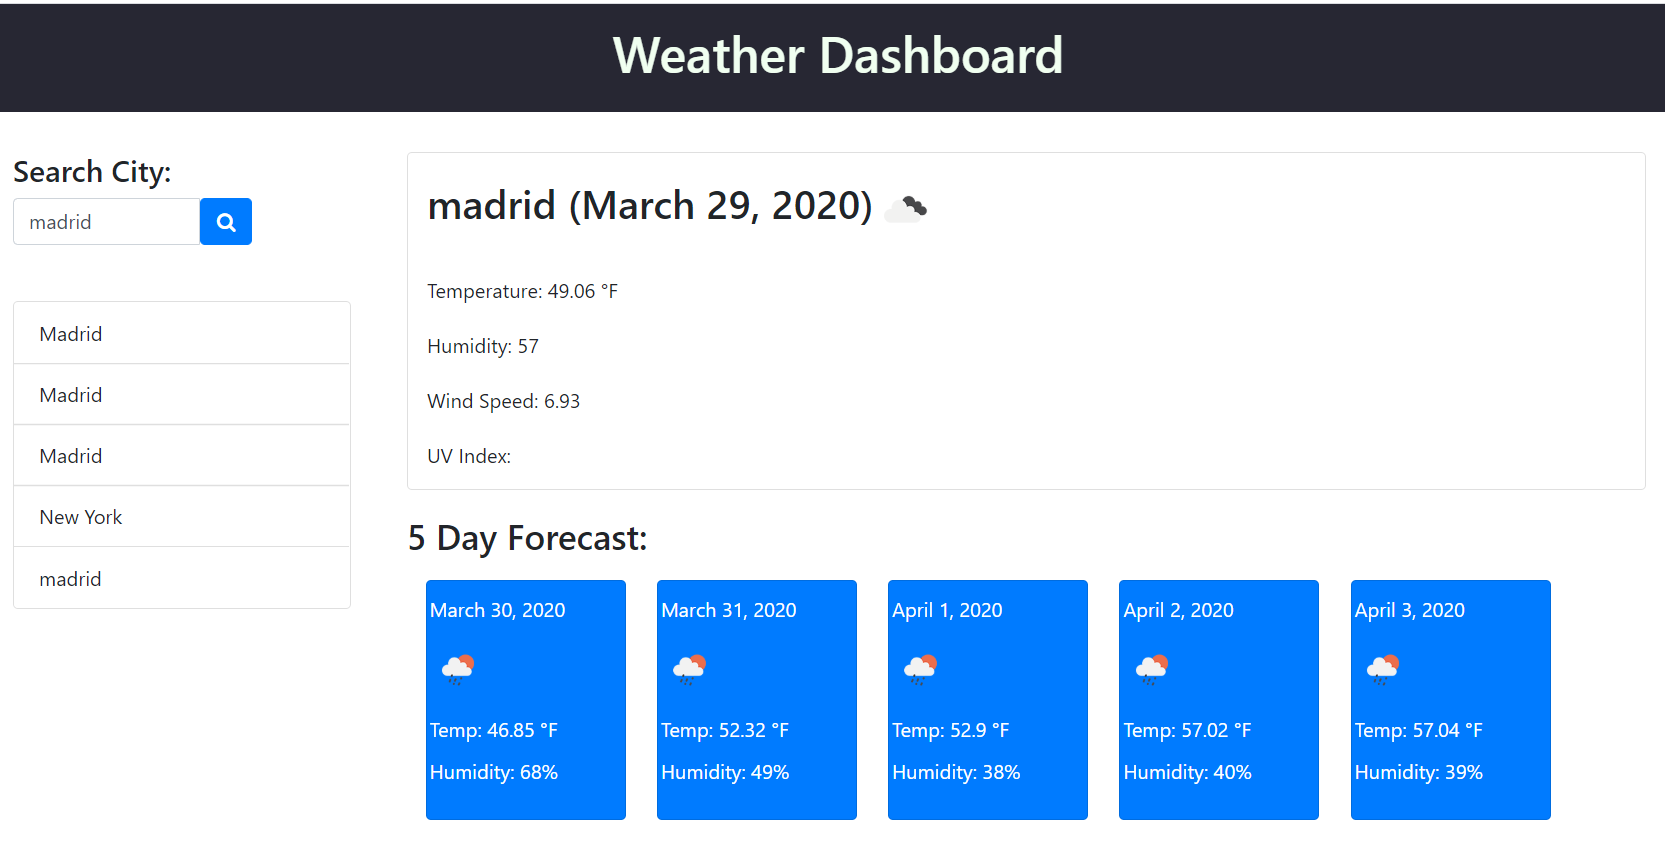 Weather Dashboard
Search City:
madrid
Madrid
Madrid
Madrid
New York
madrid
madrid (March 29, 2020)
Temperature: 49.06 °F
Humidity: 57
Wind Speed: 6.93
UV Index:
5 Day Forecast:
March 30, 2020
Temp: 46.85 °F
Humidity: 68%
March 31, 2020
Temp: 52.32 °F
Humidity: 49%
April 1, 2020
Temp: 52.9 °F
Humidity: 38%
April 2, 2020
Temp: 57.02 °F
Humidity: 40%
April 3, 2020
Temp: 57.04 °F
Humidity: 39%